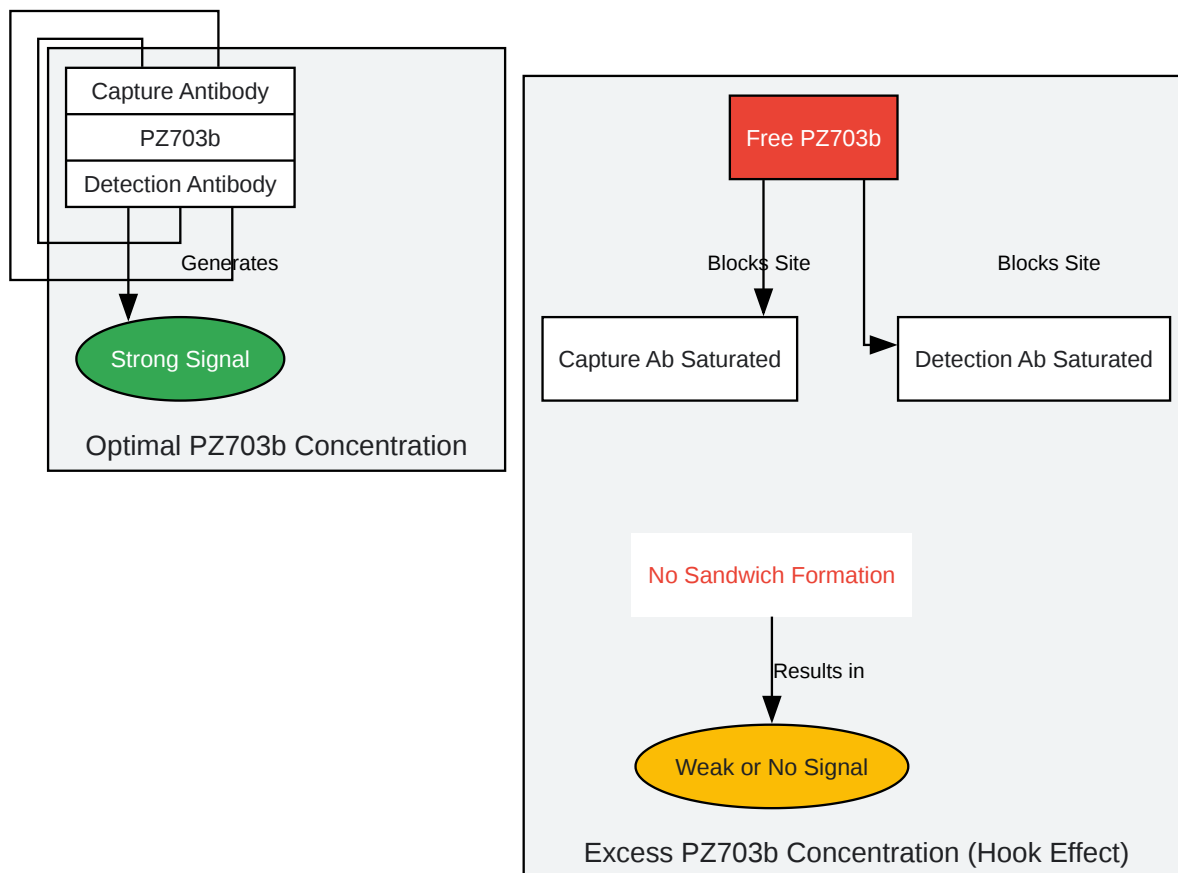 Capture Antibody
PZ703b
Detection Antibody
Generates
Strong Signal
Optimal PZ703b Concentration
Free PZ703b
Blocks Site
Blocks Site
Capture Ab Saturated
Detection Ab Saturated
No Sandwich Formation
Results in
Weak or No Signal
Excess PZ703b Concentration (Hook Effect)